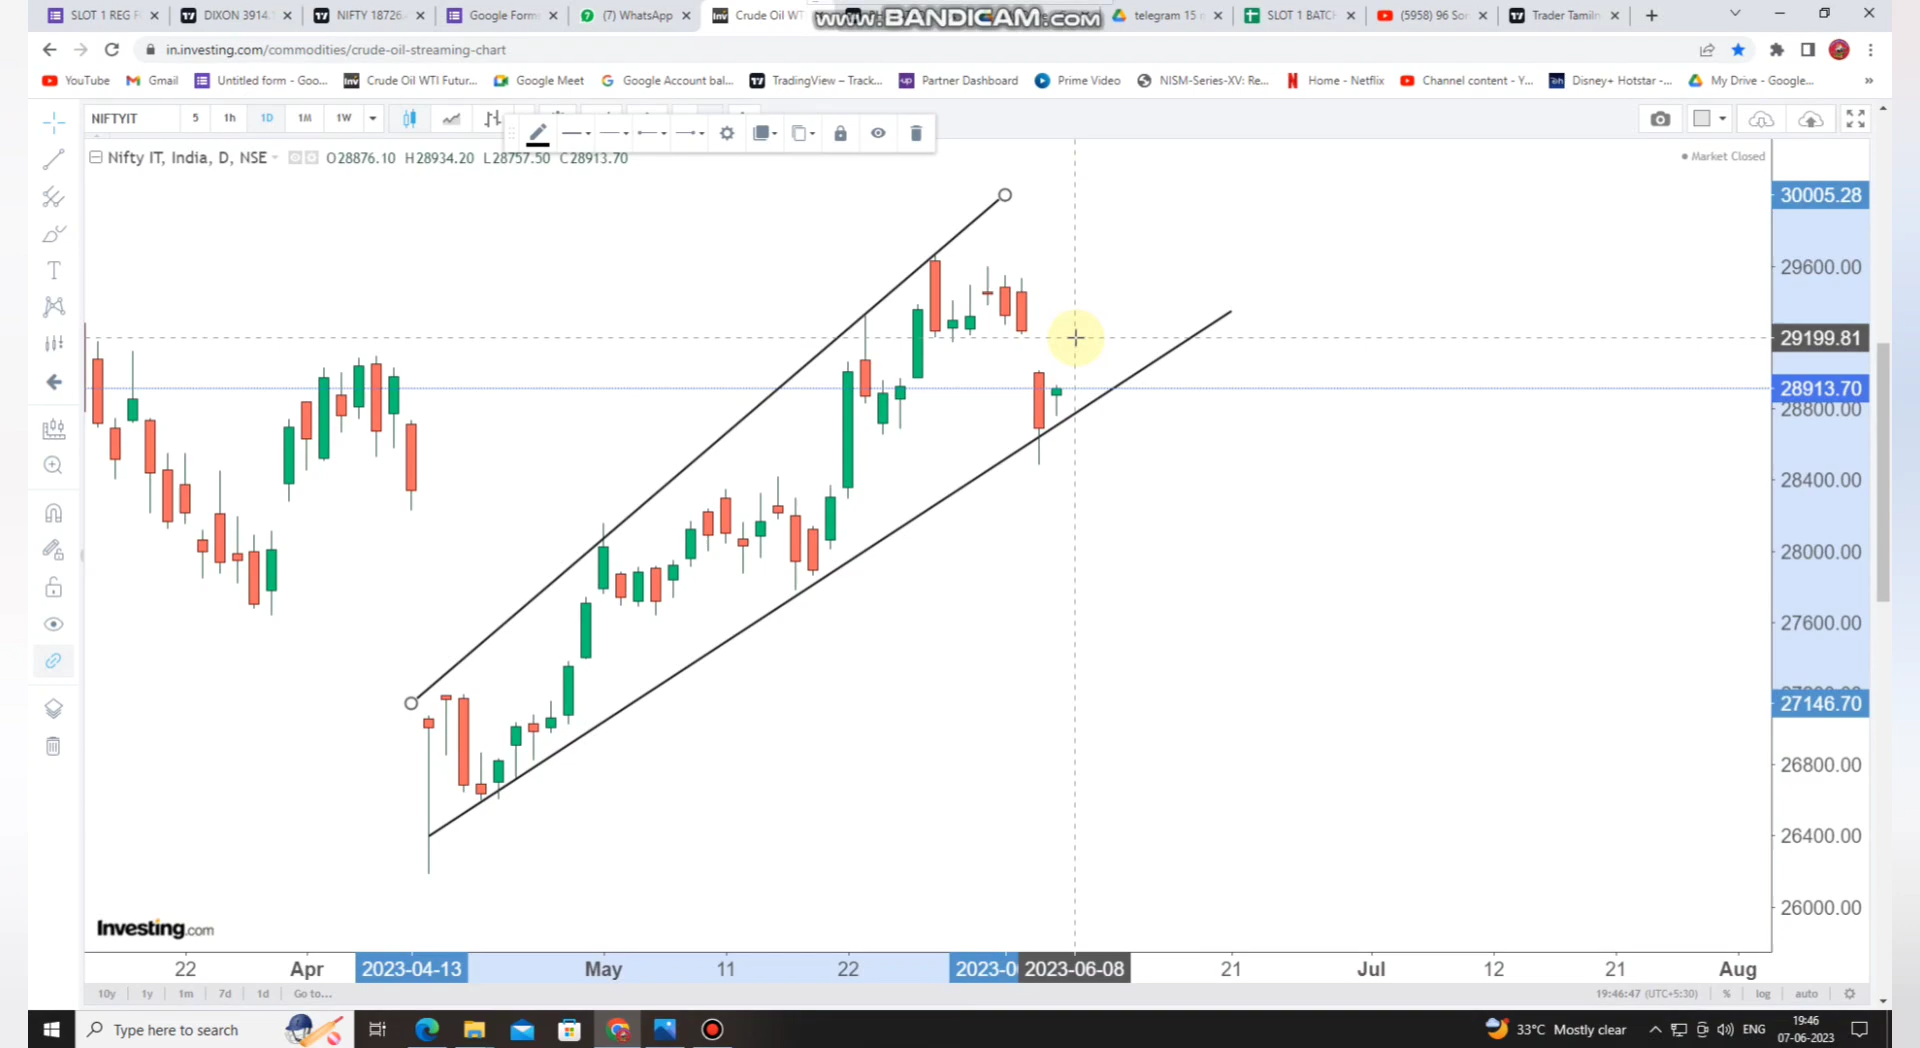 SLOT 1 REG F
DIXON 3914.
NIFTY 18726.
Google Form
(7) WhatsApp
Crude Oil WT
www.BANDICAM.com
telegram 15 r
SLOT 1 BATC
(5958) 96 Sor
Trader Tamiln
in.investing.com/commodities/crude-oil-streaming-chart
YouTube
Gmail
Untitled form - Goo...
Crude Oil WTI Futur...
Google Meet
Google Account bal...
TradingView – Track...
Partner Dashboard
Prime Video
NISM-Series-XV: Re...
Home - Netflix
Channel content - Y...
Disney+ Hotstar -...
My Drive - Google...
»
NIFTYIT
5
1h
1D
1M
1W
Nifty IT, India, D, NSE
O28876.10 H28934.20 L28757.50 C28913.70
Market Closed
30005.28
29600.00
29199.81
28913.70
28800.00
28400.00
28000.00
27600.00
27146.70
26800.00
26400.00
26000.00
Investing.com
22
Apr
2023-04-13
May
11
22
2023-0
2023-06-08
21
Jul
12
21
Aug
10y
1y
1m
7d
1d
Go to...
19:46:47 (UTC+5:30)
%
log
auto
Type here to search
33°C Mostly clear
ENG
19:46
07-06-2023